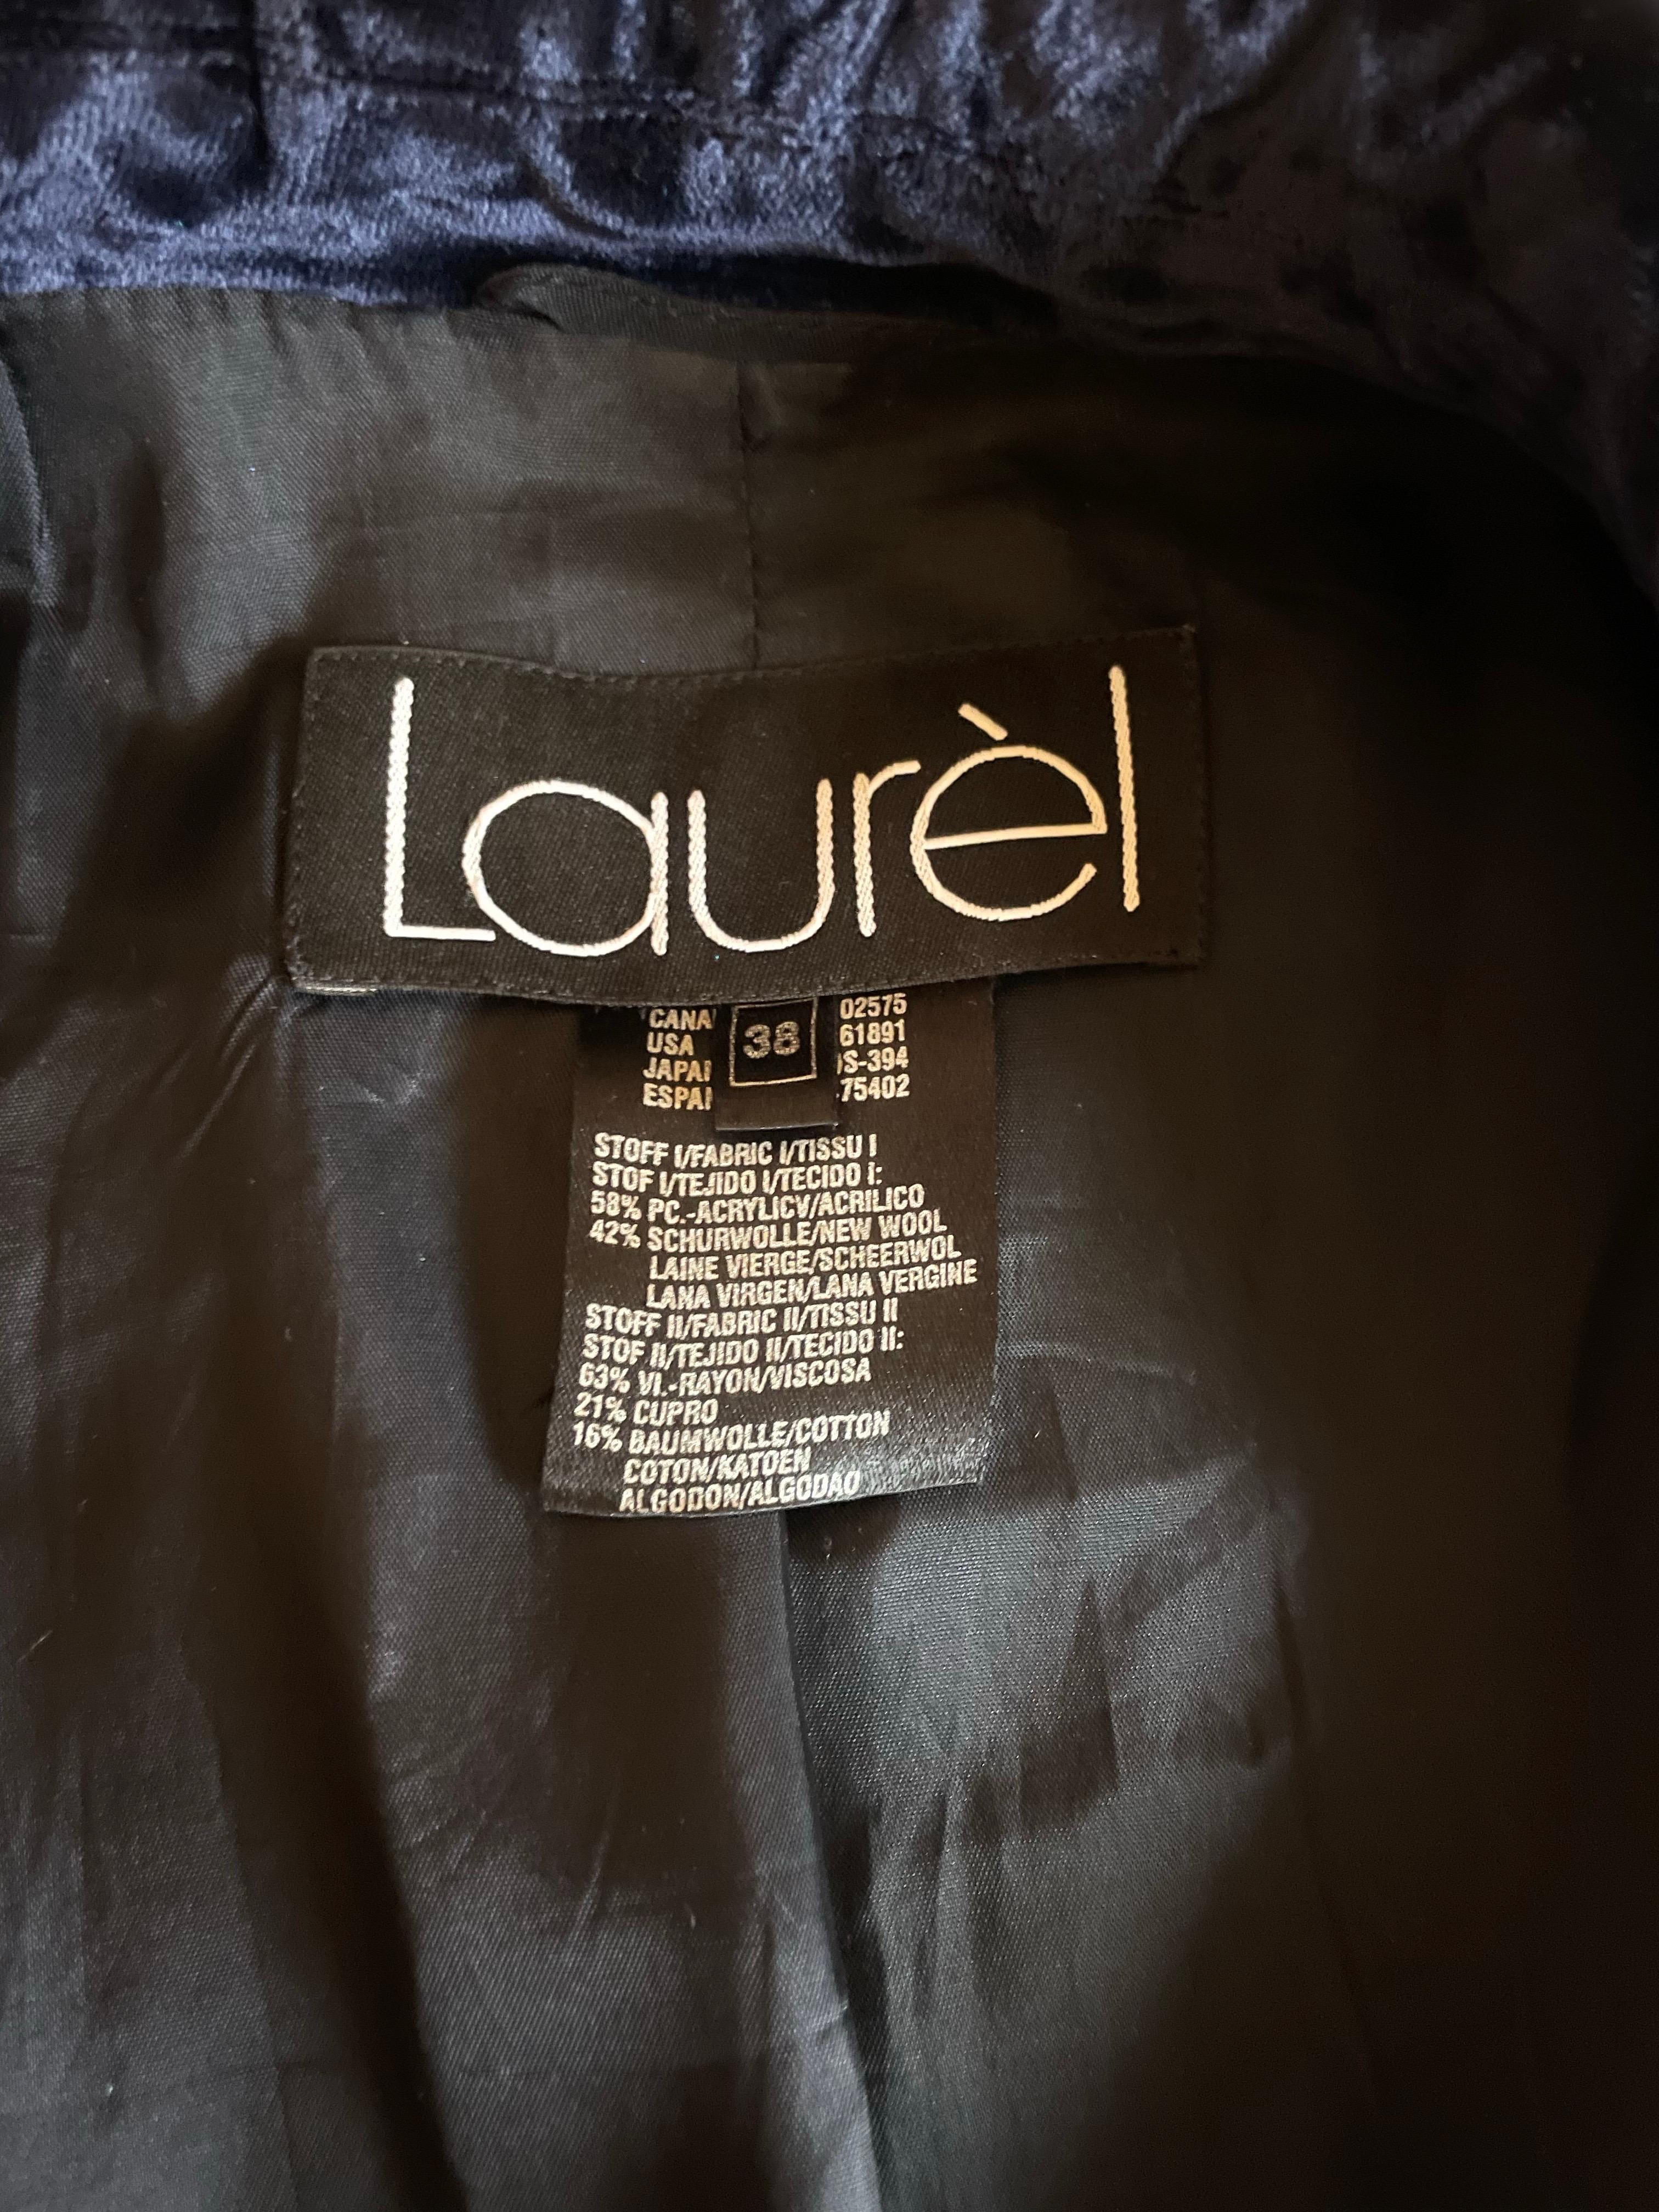 Laurèl
38
CANA 02575
USA 61891
JAPA S-394
ESPA 75402
STOFF I/FABRIC I/TISSU I
STOF I/TEJIDO I/TECIDO I:
58% PC.-ACRYLICV/ACRILICO
42% SCHURWOLLE/NEW WOOL
LAINE VIERGE/SCHEERWOL
LANA VIRGEN/LANA VERGINE
STOFF II/FABRIC II/TISSU II
STOF II/TEJIDO II/TECIDO II:
63% VI.-RAYON/VISCOSA
21% CUPRO
16% BAUMWOLLE/COTTON
COTON/KATOEN
ALGODON/ALGODAO